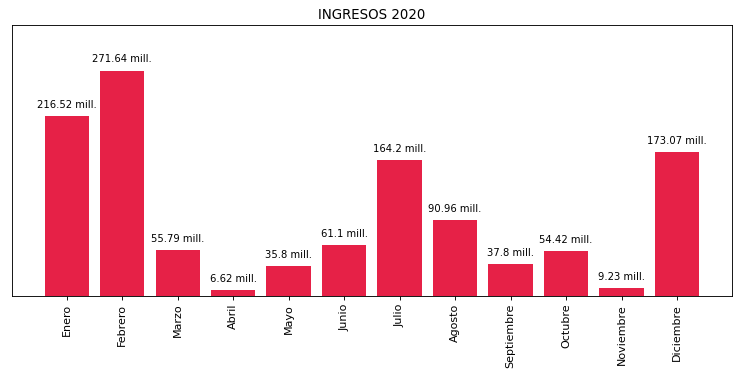 INGRESOS 2020
216.52 mill.
271.64 mill.
55.79 mill.
6.62 mill.
35.8 mill.
61.1 mill.
164.2 mill.
90.96 mill.
37.8 mill.
54.42 mill.
9.23 mill.
173.07 mill.
Enero
Febrero
Marzo
Abril
Mayo
Junio
Julio
Agosto
Septiembre
Octubre
Noviembre
Diciembre